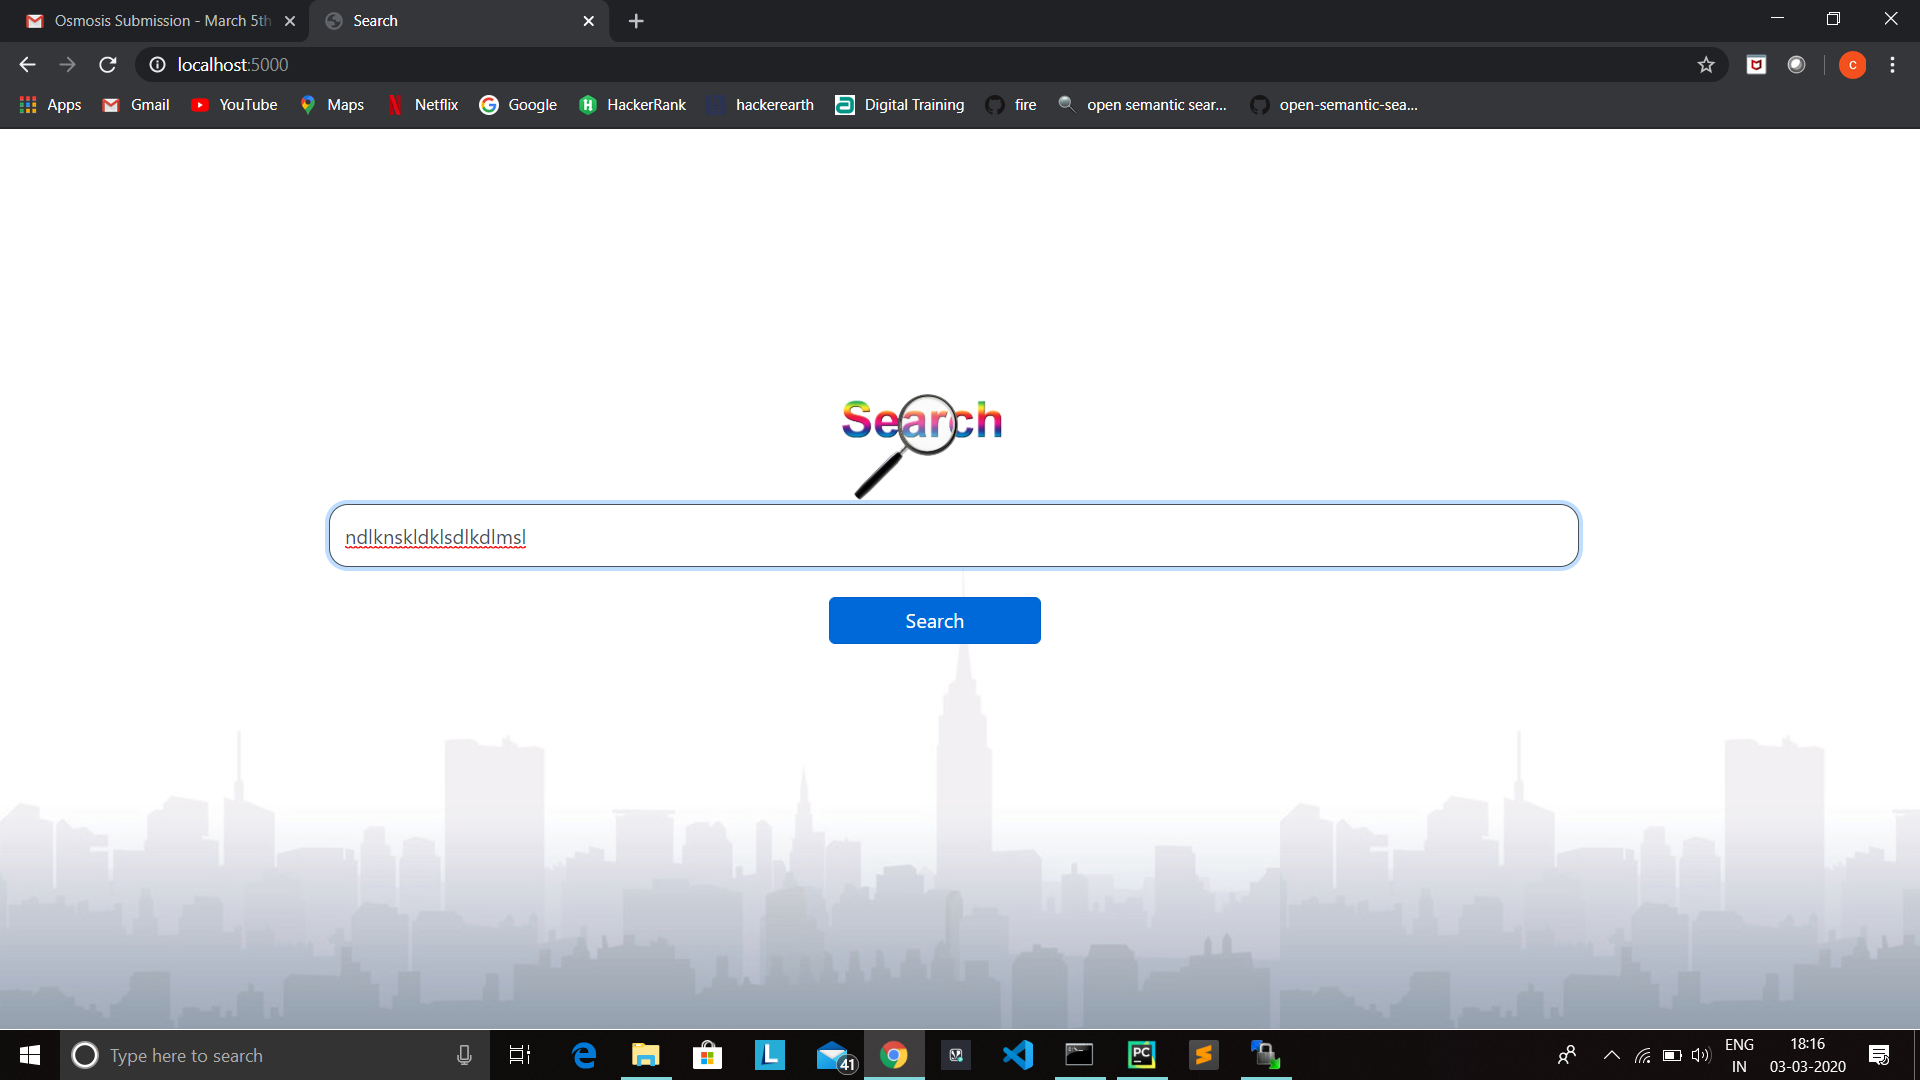 Osmosis Submission - March 5th
Search
localhost:5000
c
Apps
Gmail
YouTube
Maps
Netflix
Google
HackerRank
hackerearth
Digital Training
fire
open semantic sear...
open-semantic-sea...
Search
ndlknskldklsdlkdlmsl
Search
Type here to search
L
41
PC
ENG
IN
18:16
03-03-2020